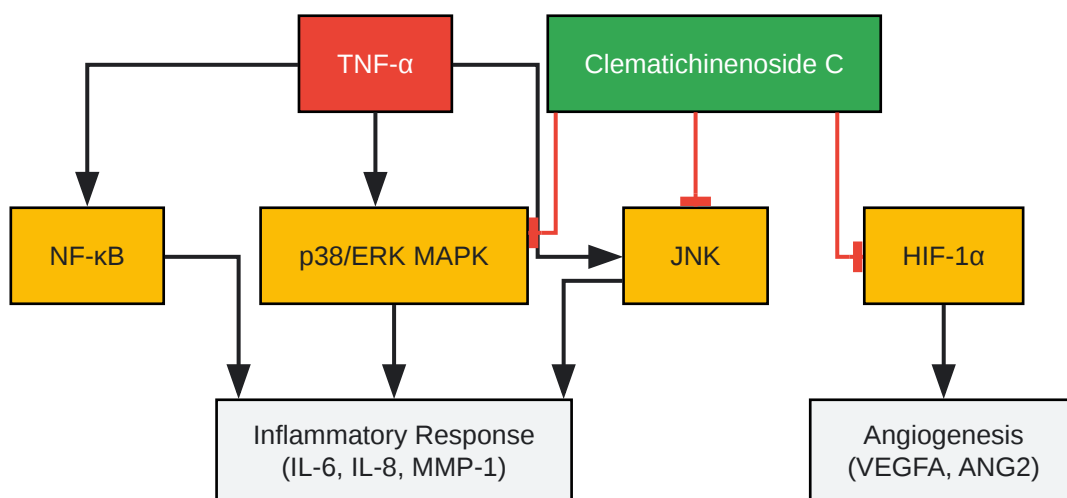 TNF-α
Clematichinenoside C
NF-κB
p38/ERK MAPK
JNK
HIF-1α
Inflammatory Response
(IL-6, IL-8, MMP-1)
Angiogenesis
(VEGFA, ANG2)